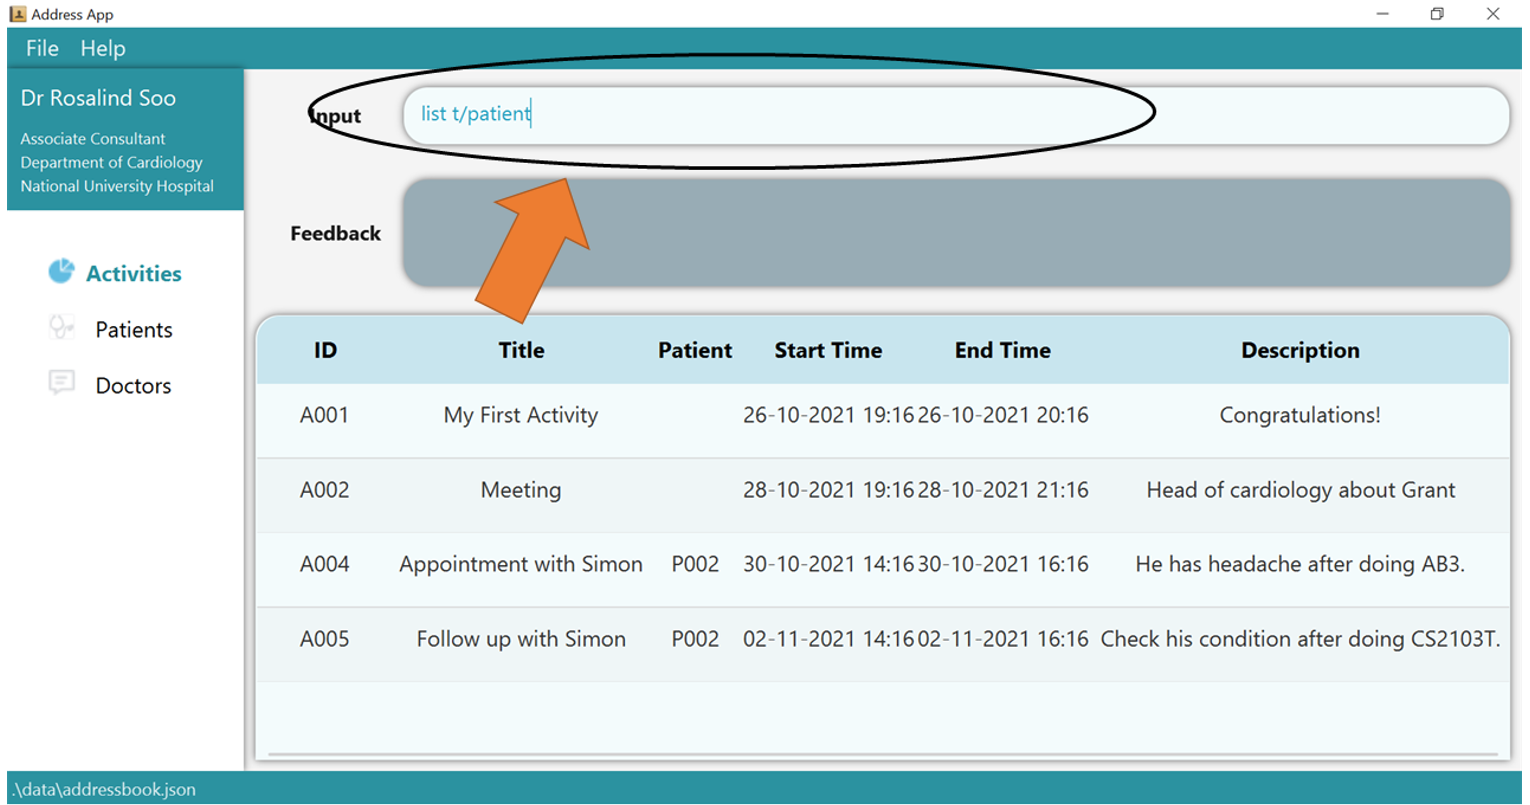 Address App
File Help
Dr Rosalind Soo
Associate Consultant
Department of Cardiology
National University Hospital
Activities
Patients
Doctors
Input list t/patient
Feedback
ID Title Patient Start Time End Time Description
A001 My First Activity 26-10-2021 19:16 26-10-2021 20:16 Congratulations!
A002 Meeting 28-10-2021 19:16 28-10-2021 21:16 Head of cardiology about Grant
A004 Appointment with Simon P002 30-10-2021 14:16 30-10-2021 16:16 He has headache after doing AB3.
A005 Follow up with Simon P002 02-11-2021 14:16 02-11-2021 16:16 Check his condition after doing CS2103T.
.\data\addressbook.json